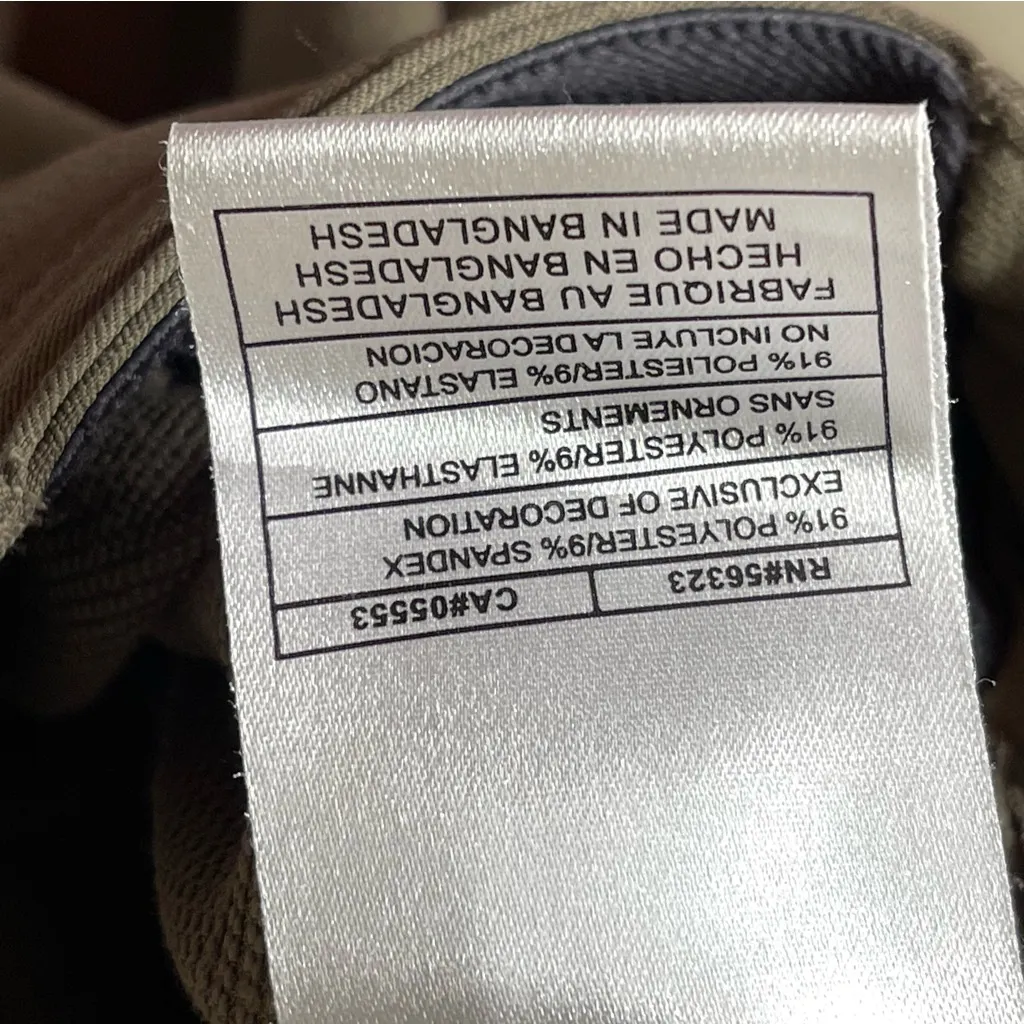 RN#56323 CA#05553
91% POLYESTER/9% SPANDEX
EXCLUSIVE OF DECORATION
91% POLYESTER/9% ELASTHANNE
SANS ORNEMENTS
91% POLIESTER/9% ELASTANO
NO INCLUYE LA DECORACION
FABRIQUE AU BANGLADESH
HECHO EN BANGLADESH
MADE IN BANGLADESH